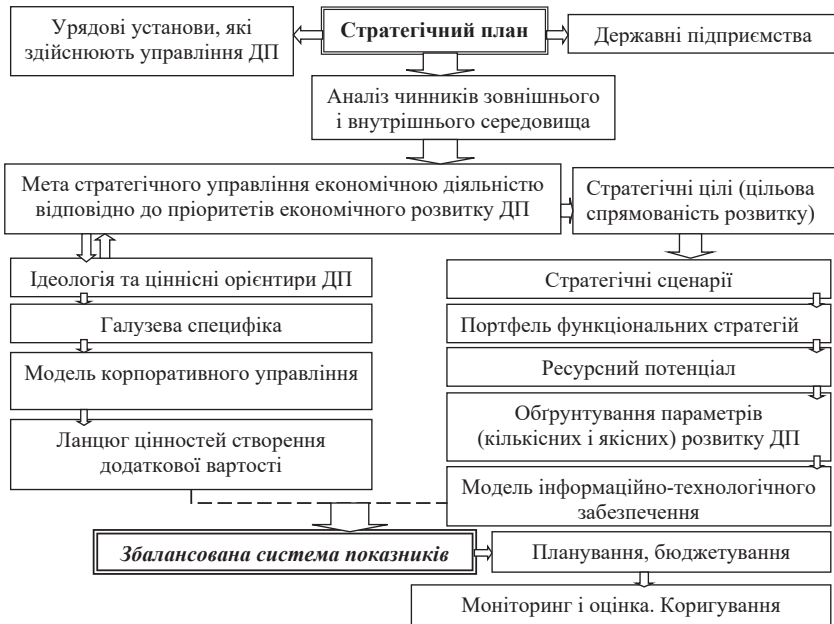 Урядові установи, які
здійснюють управління ДП
Стратегічний план
Державні підприємства
Аналіз чинників зовнішнього
і внутрішнього середовища
Мета стратегічного управління економічною діяльністю
відповідно до пріоритетів економічного розвитку ДП
Стратегічні цілі (цільова
спрямованість розвитку)
Ідеологія та ціннісні орієнтири ДП
Галузева специфіка
Модель корпоративного управління
Ланцюг цінностей створення
додаткової вартості
Стратегічні сценарії
Портфель функціональних стратегій
Ресурсний потенціал
Обґрунтування параметрів
(кількісних і якісних) розвитку ДП
Модель інформаційно-технологічного
забезпечення
Збалансована система показників
Планування, бюджетування
Моніторинг і оцінка. Коригування